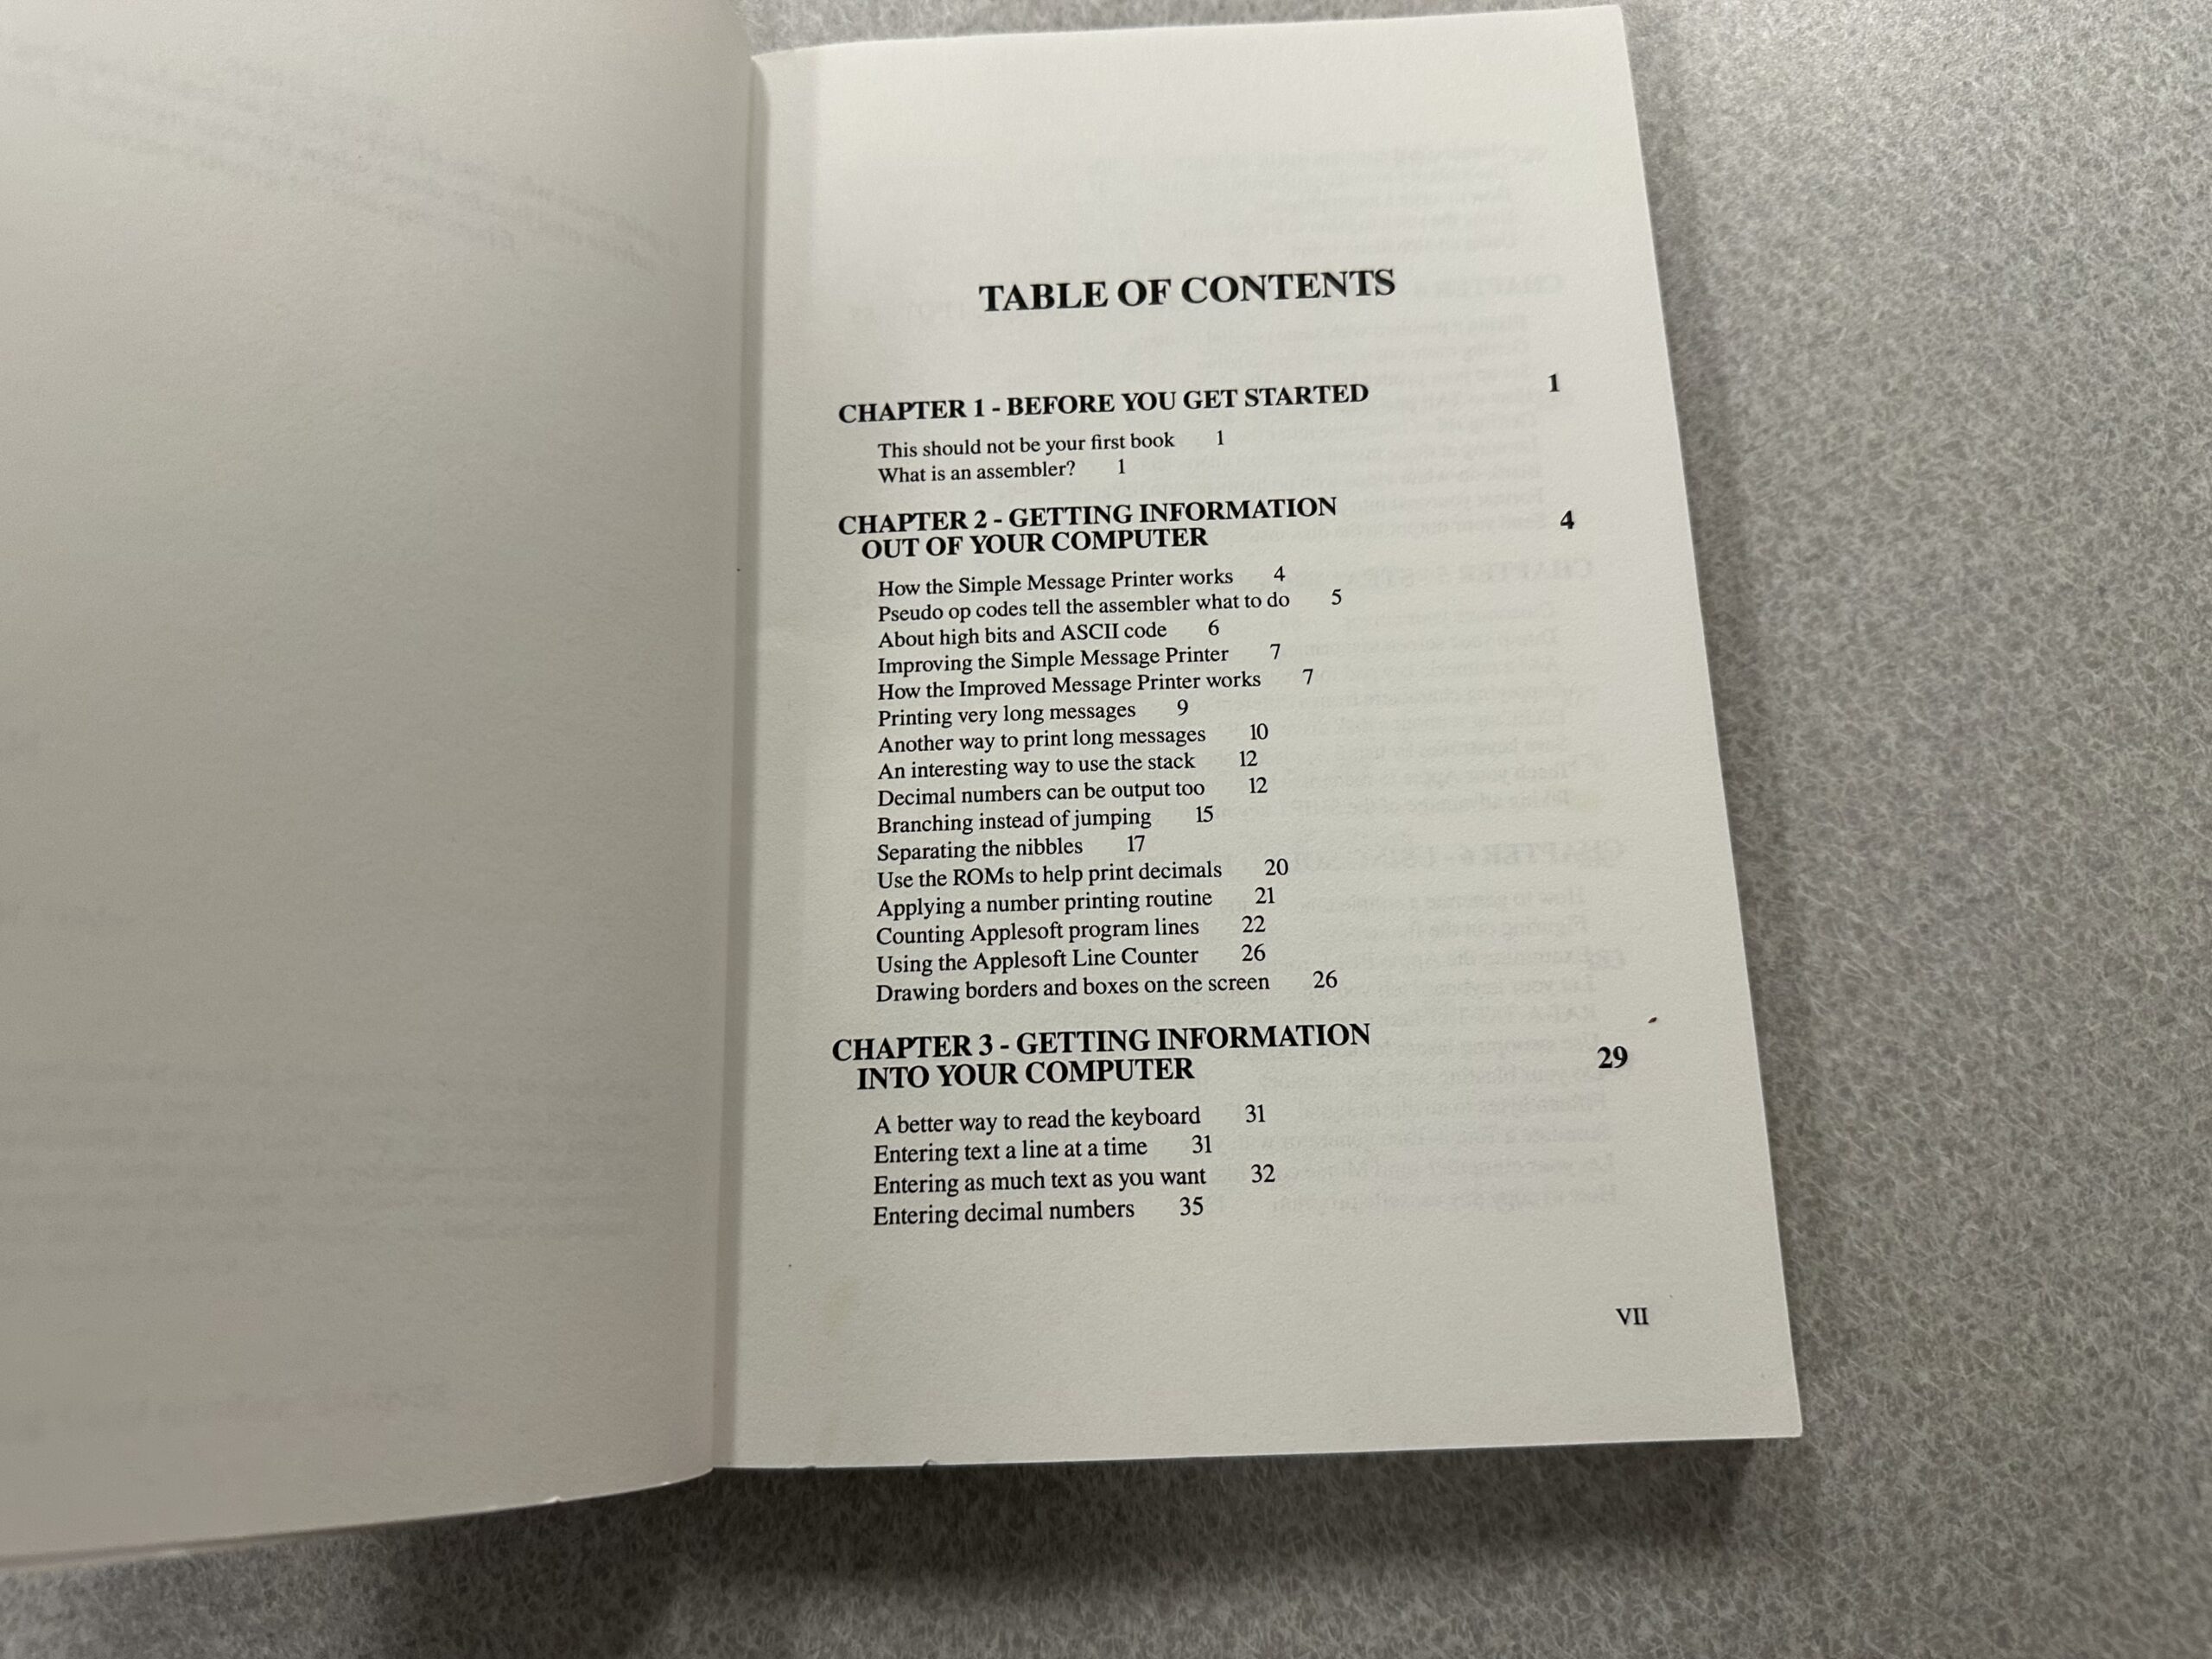 TABLE OF CONTENTS
CHAPTER 1 - BEFORE YOU GET STARTED 1
This should not be your first book 1
What is an assembler? 1
CHAPTER 2 - GETTING INFORMATION
OUT OF YOUR COMPUTER 4
How the Simple Message Printer works 4
Pseudo op codes tell the assembler what to do 5
About high bits and ASCII code 6
Improving the Simple Message Printer 7
How the Improved Message Printer works 7
Printing very long messages 9
Another way to print long messages 10
An interesting way to use the stack 12
Decimal numbers can be output too 12
Branching instead of jumping 15
Separating the nibbles 17
Use the ROMs to help print decimals 20
Applying a number printing routine 21
Counting Applesoft program lines 22
Using the Applesoft Line Counter 26
Drawing borders and boxes on the screen 26
CHAPTER 3 - GETTING INFORMATION
INTO YOUR COMPUTER 29
A better way to read the keyboard 31
Entering text a line at a time 31
Entering as much text as you want 32
Entering decimal numbers 35
VII